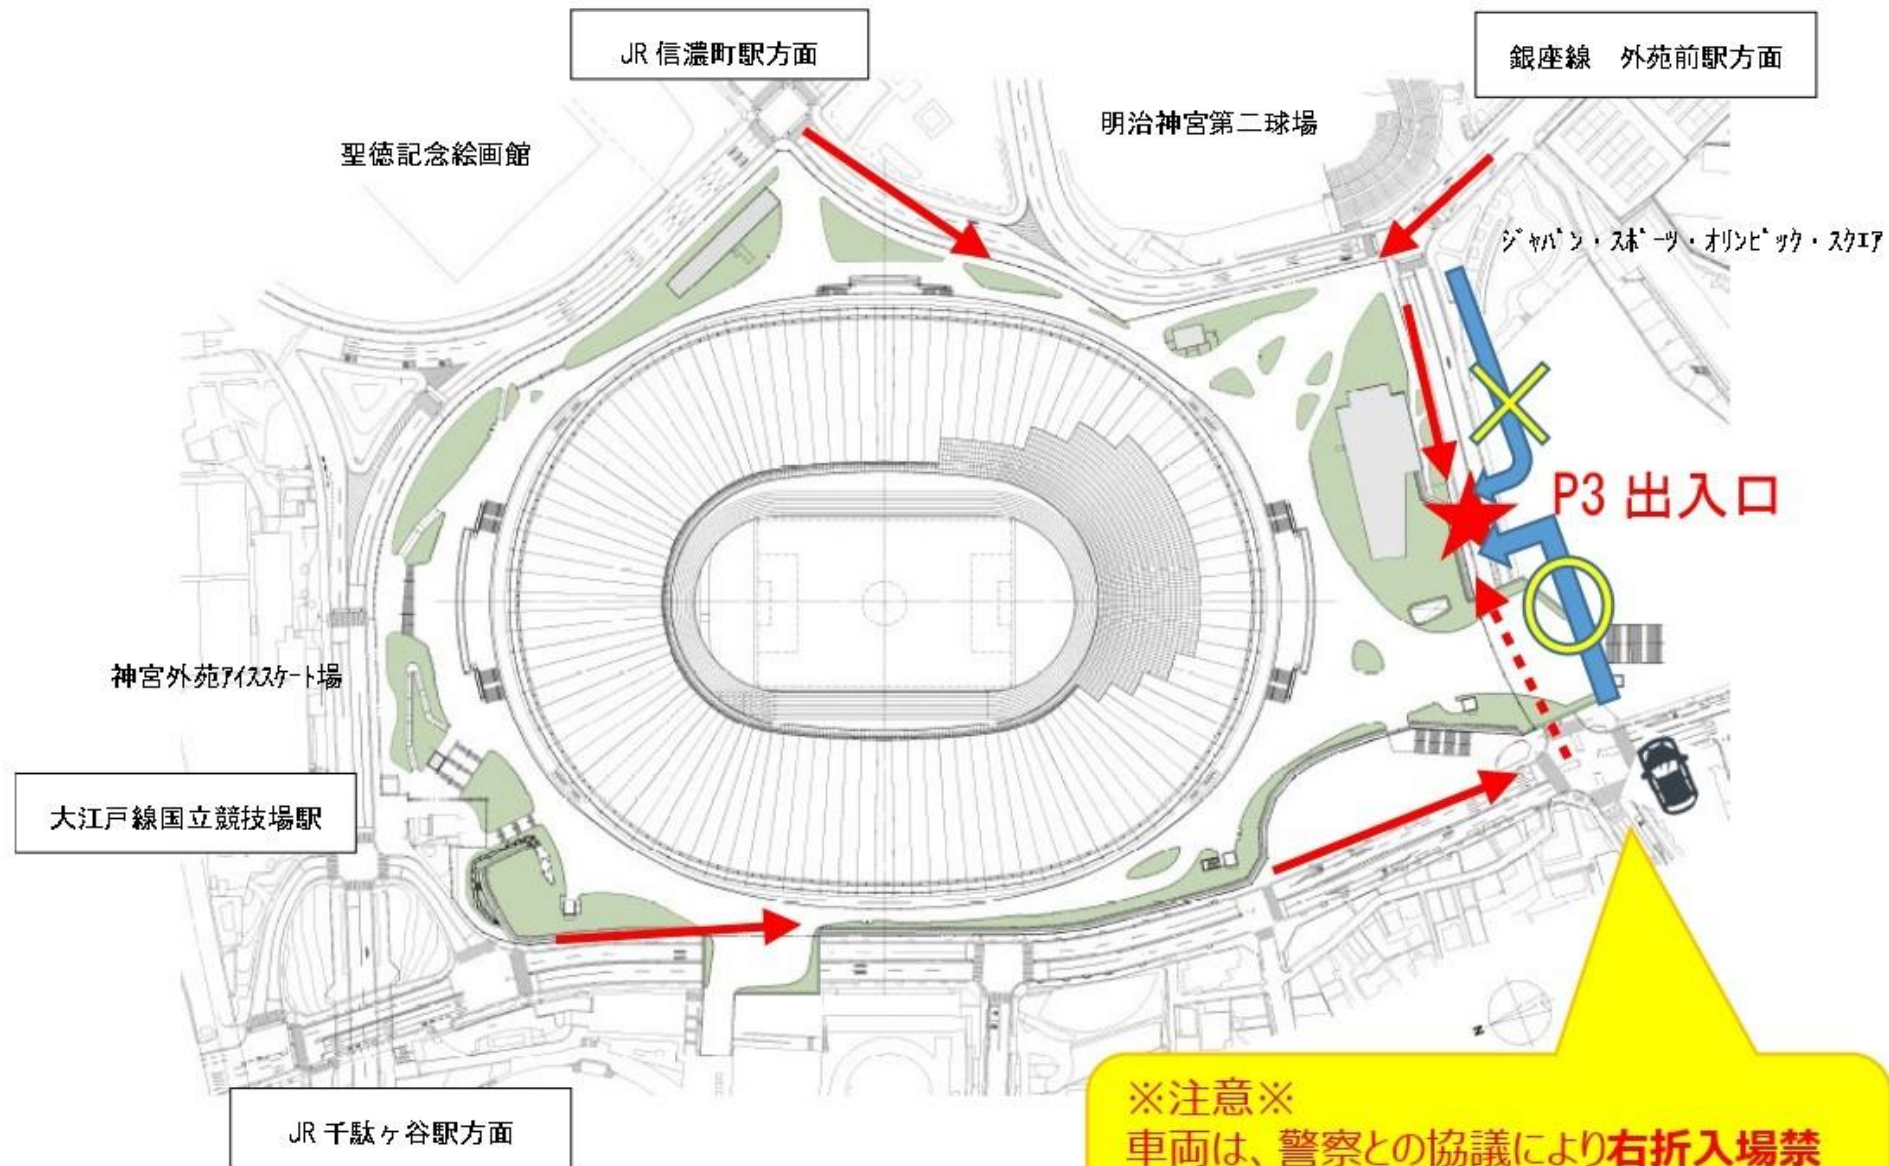 JR 信濃町駅方面
銀座線　外苑前駅方面
明治神宮第二球場
聖徳記念絵画館
ジャパン・スポーツ・オリンピック・スクエア
P3 出入口
神宮外苑アイススケート場
大江戸線国立競技場駅
N
※注意※
JR 千駄ヶ谷駅方面
車両は、警察との協議により右折入場禁